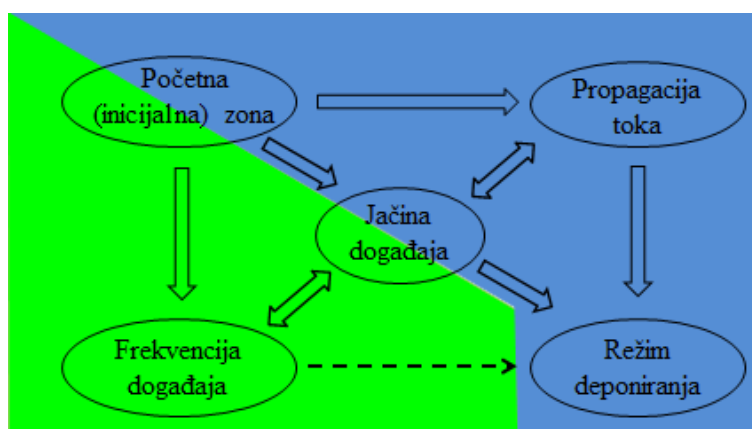 Početna
(inicijalna) zona
Propagacija
toka
Jačina
događaja
Frekvencija
događaja
Režim
deponiranja